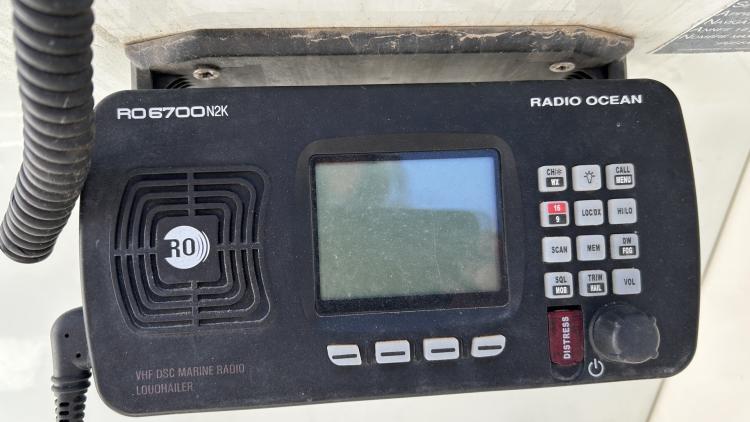 RO6700N2K
RADIO OCEAN
RO
CH/※
WX
CALL
MENU
16
9
LOC/DX
HI/LO
SCAN
MEM
DW
FOG
SQL
MOB
TRIW
HAIL
VOL
DISTRESS
VHF DSC MARINE RADIO
LOUDHAILER